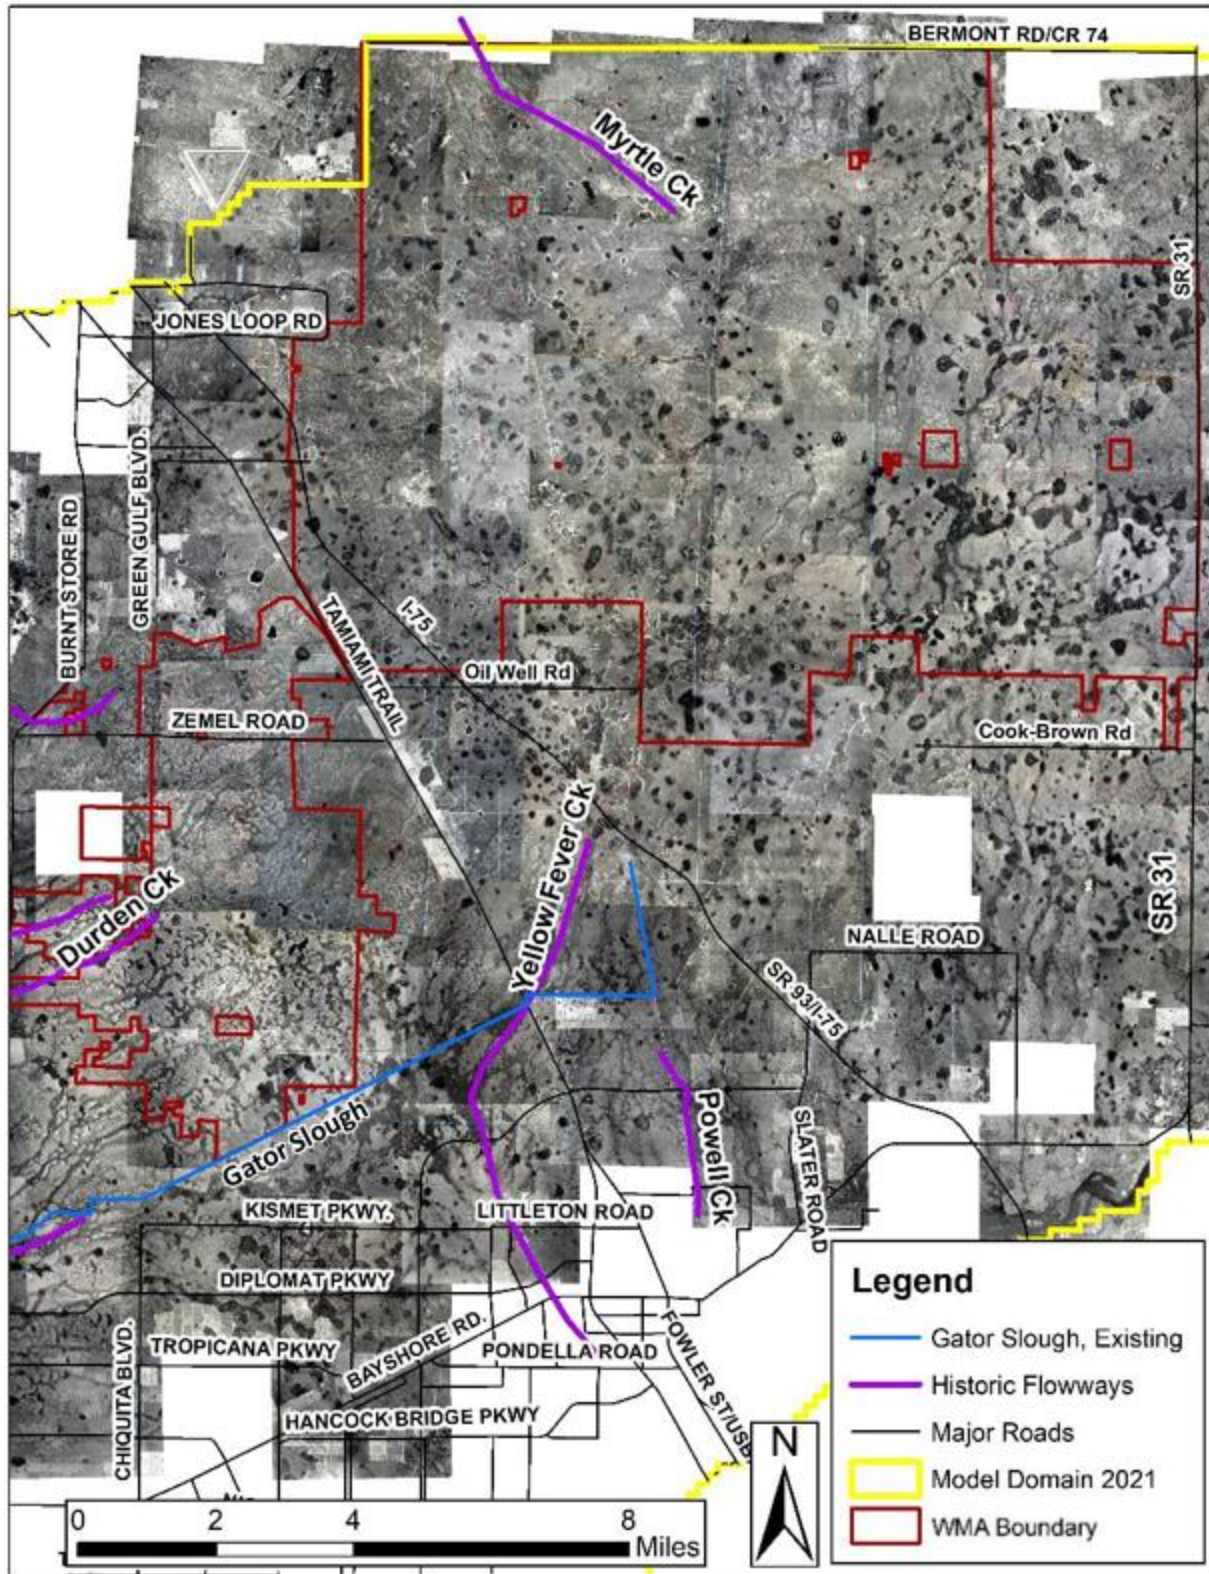 BERMONT RD/CR 74
Myrtle Ck
SR 31
JONES LOOP RD
GREEN GULF BLVD.
BURNT STORE RD
TAMIAMI TRAIL
I-75
Oil Well Rd
ZEMEL ROAD
Cook-Brown Rd
Yellow Fever Ck
Durden Ck
SR 31
NALLE ROAD
SR 93/I-75
Gator Slough
Powell Ck
SLATER ROAD
KISMET PKWY.
LITTLETON ROAD
DIPLOMAT PKWY
CHIQUITA BLVD.
TROPICANA PKWY
BAYSHORE RD.
PONDELLA ROAD
FOWLER ST/USB
HANCOCK BRIDGE PKWY
N
Legend
Gator Slough, Existing
Historic Flowways
Major Roads
Model Domain 2021
WMA Boundary
0 2 4 8
Miles